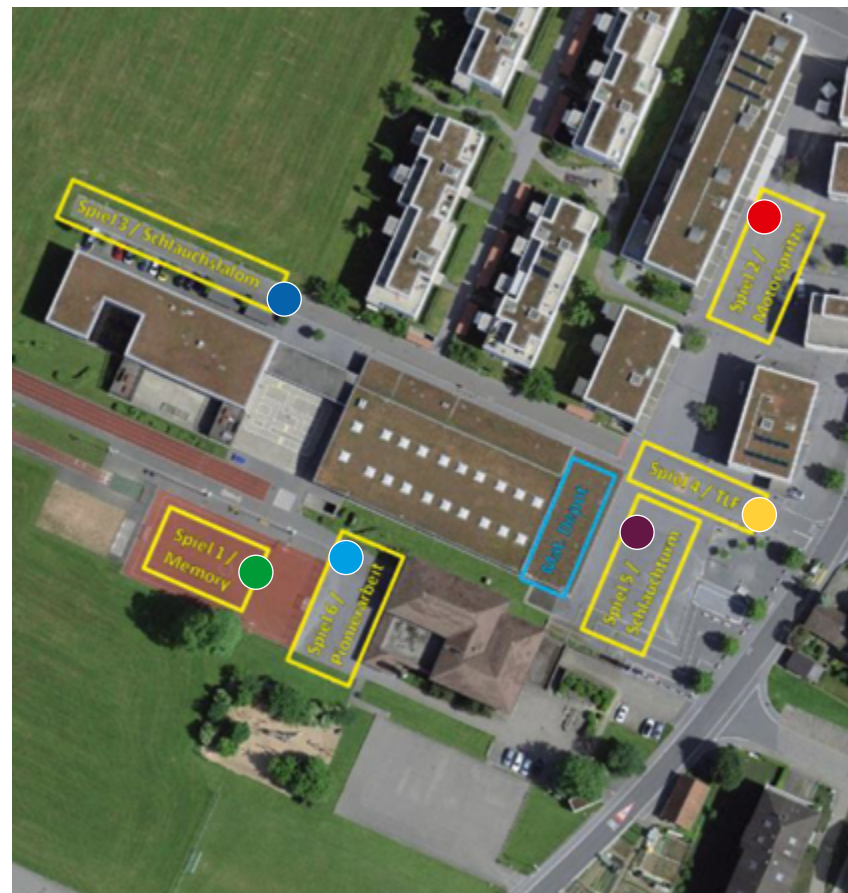 Spiel 3 / Schlauchslalom
Spiel 2 /
Motorspritze
Spiel 4 / TLF
Mat. Depot
Spiel 5 /
Schlauchturm
Spiel 1 /
Memory
Spiel 6 /
Pionierarbeit